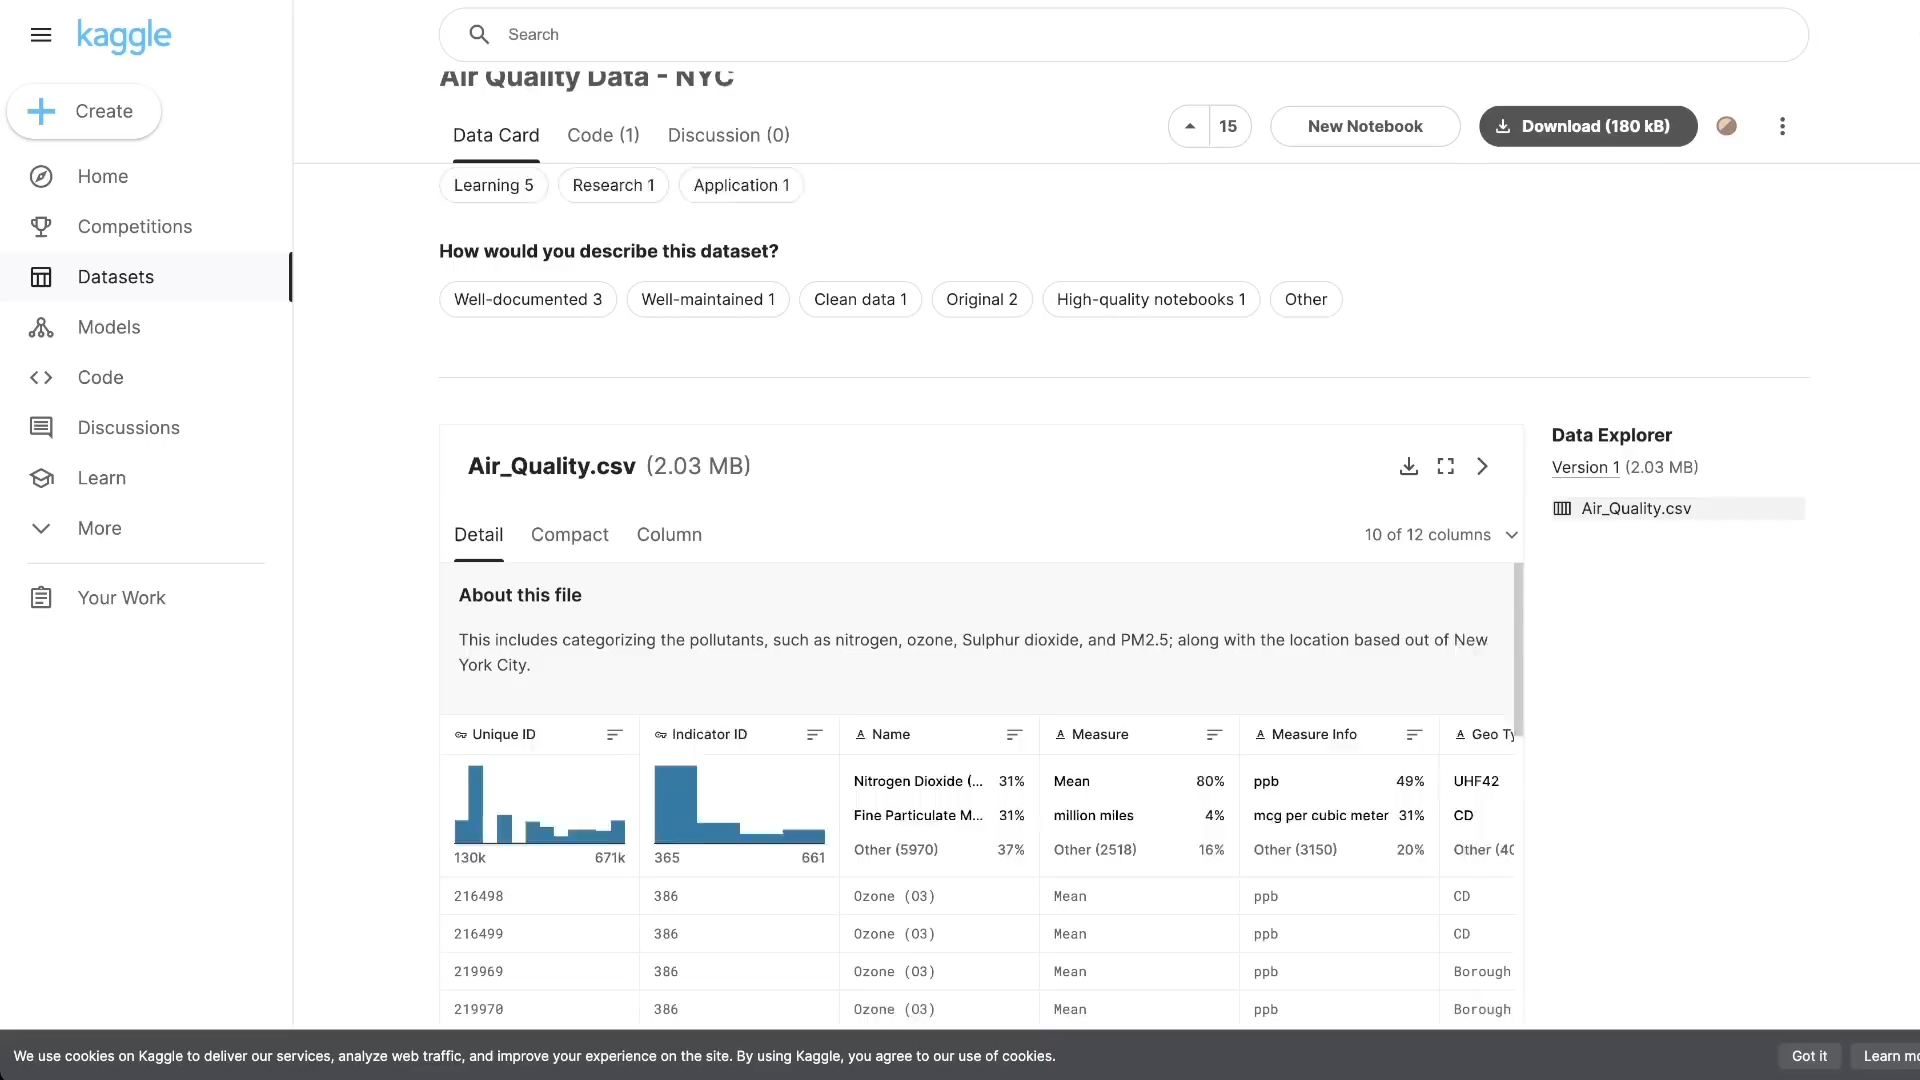 kaggle
Search
Air Quality Data - NYC
Create
Data Card
Code (1)
Discussion (0)
15
New Notebook
Download (180 kB)
Home
Competitions
Datasets
Models
Code
Discussions
Learn
More
Your Work
Learning 5
Research 1
Application 1
How would you describe this dataset?
Well-documented 3
Well-maintained 1
Clean data 1
Original 2
High-quality notebooks 1
Other
Air_Quality.csv (2.03 MB)
Detail
Compact
Column
10 of 12 columns
About this file
This includes categorizing the pollutants, such as nitrogen, ozone, Sulphur dioxide, and PM2.5; along with the location based out of New
York City.
Unique ID
Indicator ID
Name
Measure
Measure Info
Geo Ty
130k 671k
365 661
Nitrogen Dioxide (... 31%
Fine Particulate M... 31%
Other (5970) 37%
Mean 80%
million miles 4%
Other (2518) 16%
ppb 49%
mcg per cubic meter 31%
Other (3150) 20%
UHF42
CD
Other (40
216498 386 Ozone (O3) Mean ppb CD
216499 386 Ozone (O3) Mean ppb CD
219969 386 Ozone (O3) Mean ppb Borough
219970 386 Ozone (O3) Mean ppb Borough
Data Explorer
Version 1 (2.03 MB)
Air_Quality.csv
We use cookies on Kaggle to deliver our services, analyze web traffic, and improve your experience on the site. By using Kaggle, you agree to our use of cookies.
Got it
Learn mo